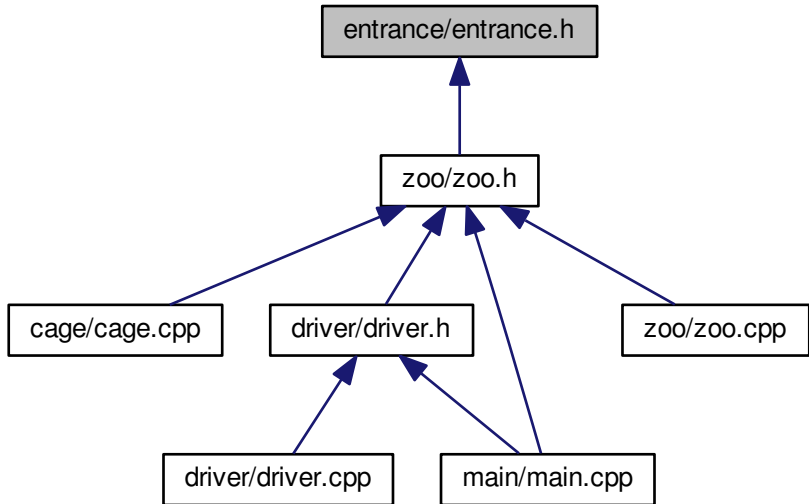 entrance/entrance.h
zoo/zoo.h
cage/cage.cpp
driver/driver.h
zoo/zoo.cpp
driver/driver.cpp
main/main.cpp